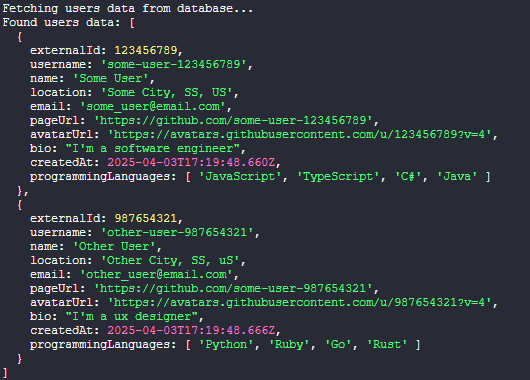 Fetching users data from database...
Found users data: [
  {
    externalId: 123456789,
    username: 'some-user-123456789',
    name: 'Some User',
    location: 'Some City, SS, US',
    email: 'some_user@email.com',
    pageUrl: 'https://github.com/some-user-123456789',
    avatarUrl: 'https://avatars.githubusercontent.com/u/123456789?v=4',
    bio: "I'm a software engineer",
    createdAt: 2025-04-03T17:19:48.660Z,
    programmingLanguages: [ 'JavaScript', 'TypeScript', 'C#', 'Java' ]
  },
  {
    externalId: 987654321,
    username: 'other-user-987654321',
    name: 'Other User',
    location: 'Other City, SS, uS',
    email: 'other_user@email.com',
    pageUrl: 'https://github.com/some-user-987654321',
    avatarUrl: 'https://avatars.githubusercontent.com/u/987654321?v=4',
    bio: "I'm a ux designer",
    createdAt: 2025-04-03T17:19:48.666Z,
    programmingLanguages: [ 'Python', 'Ruby', 'Go', 'Rust' ]
  }
]